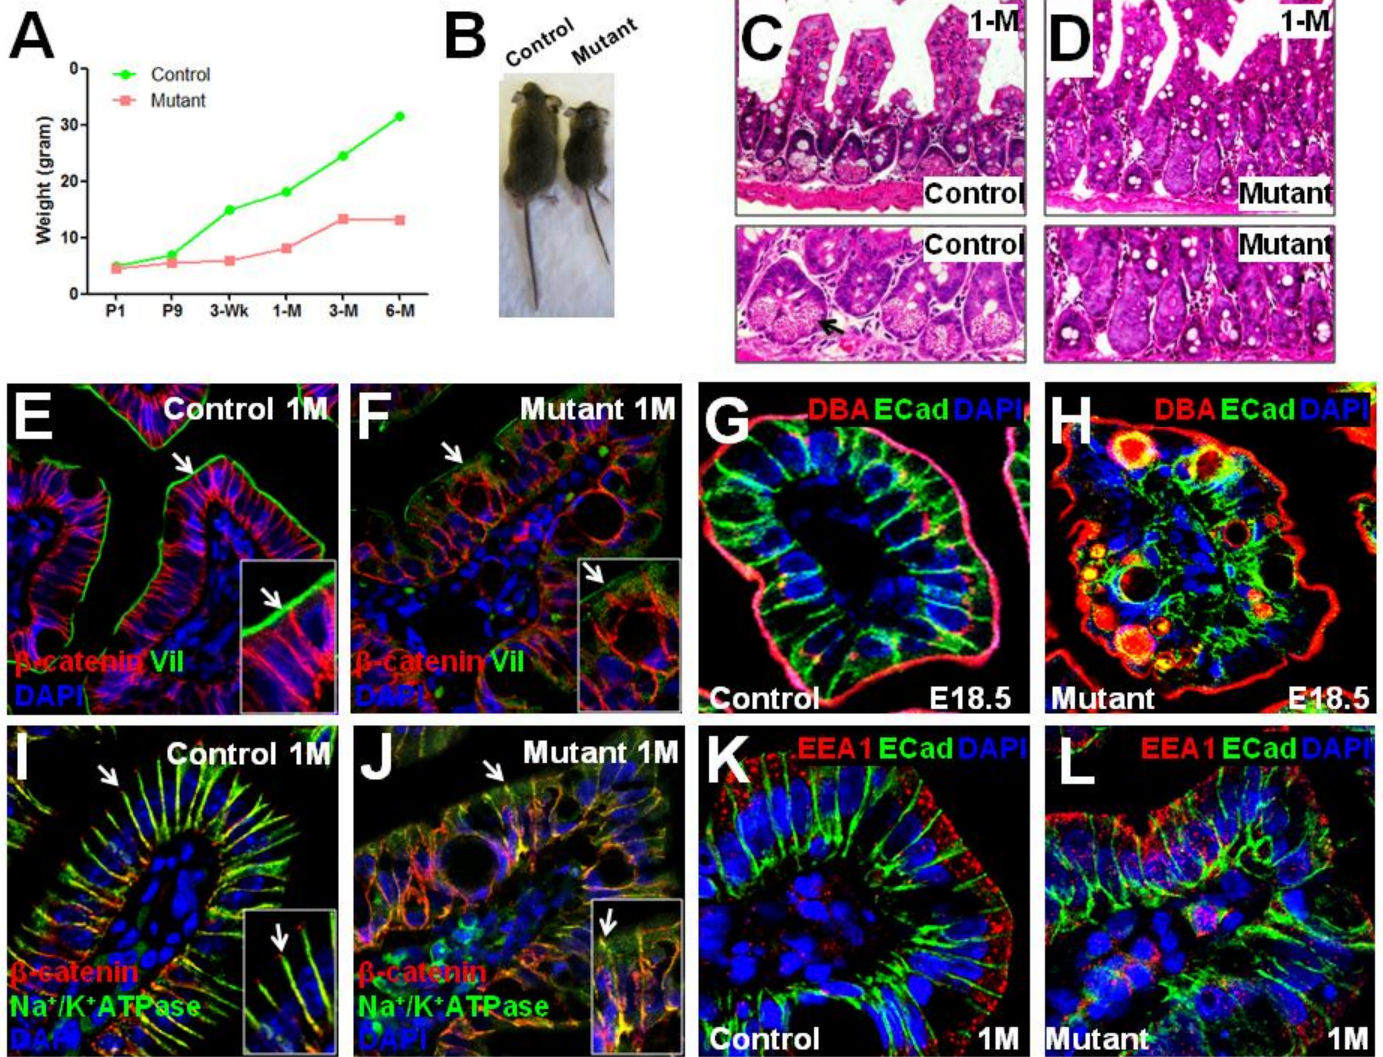 A
0
30
20
10
0
Weight (gram)
Control
Mutant
P1 P9 3-Wk 1-M 3-M 6-M
B
Control Mutant
C
1-M
Control
Control
D
1-M
Mutant
Mutant
E
Control 1M
β-catenin Vil
DAPI
F
Mutant 1M
β-catenin Vil
DAPI
G
DBA ECad DAPI
Control E18.5
H
DBA ECad DAPI
Mutant E18.5
I
Control 1M
β-catenin
Na⁺/K⁺ATPase
DAPI
J
Mutant 1M
β-catenin
Na⁺/K⁺ATPase
DAPI
K
EEA1 ECad DAPI
Control 1M
L
EEA1 ECad DAPI
Mutant 1M